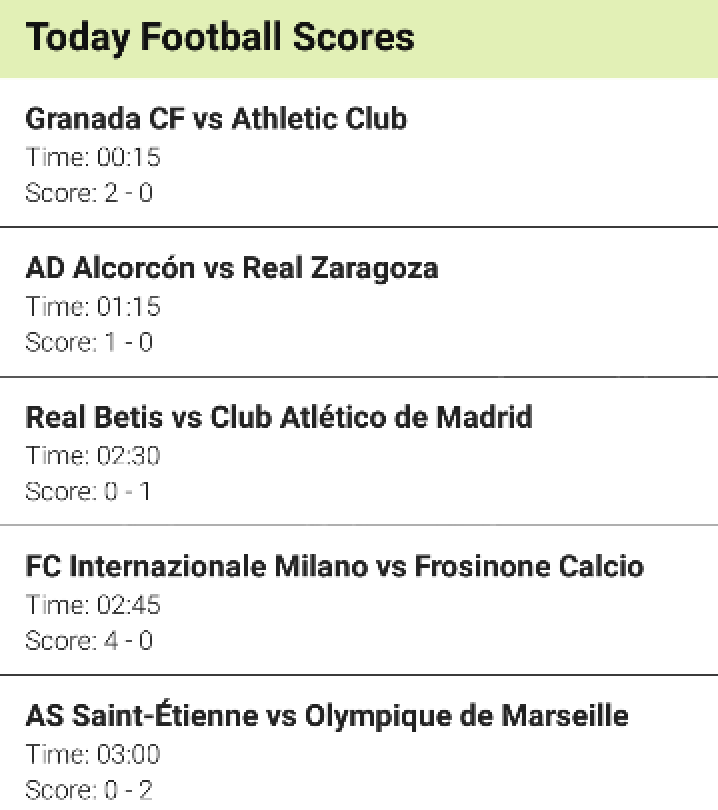 Today Football Scores
Granada CF vs Athletic Club
Time: 00:15
Score: 2 - 0
AD Alcorcón vs Real Zaragoza
Time: 01:15
Score: 1 - 0
Real Betis vs Club Atlético de Madrid
Time: 02:30
Score: 0 - 1
FC Internazionale Milano vs Frosinone Calcio
Time: 02:45
Score: 4 - 0
AS Saint-Étienne vs Olympique de Marseille
Time: 03:00
Score: 0 - 2